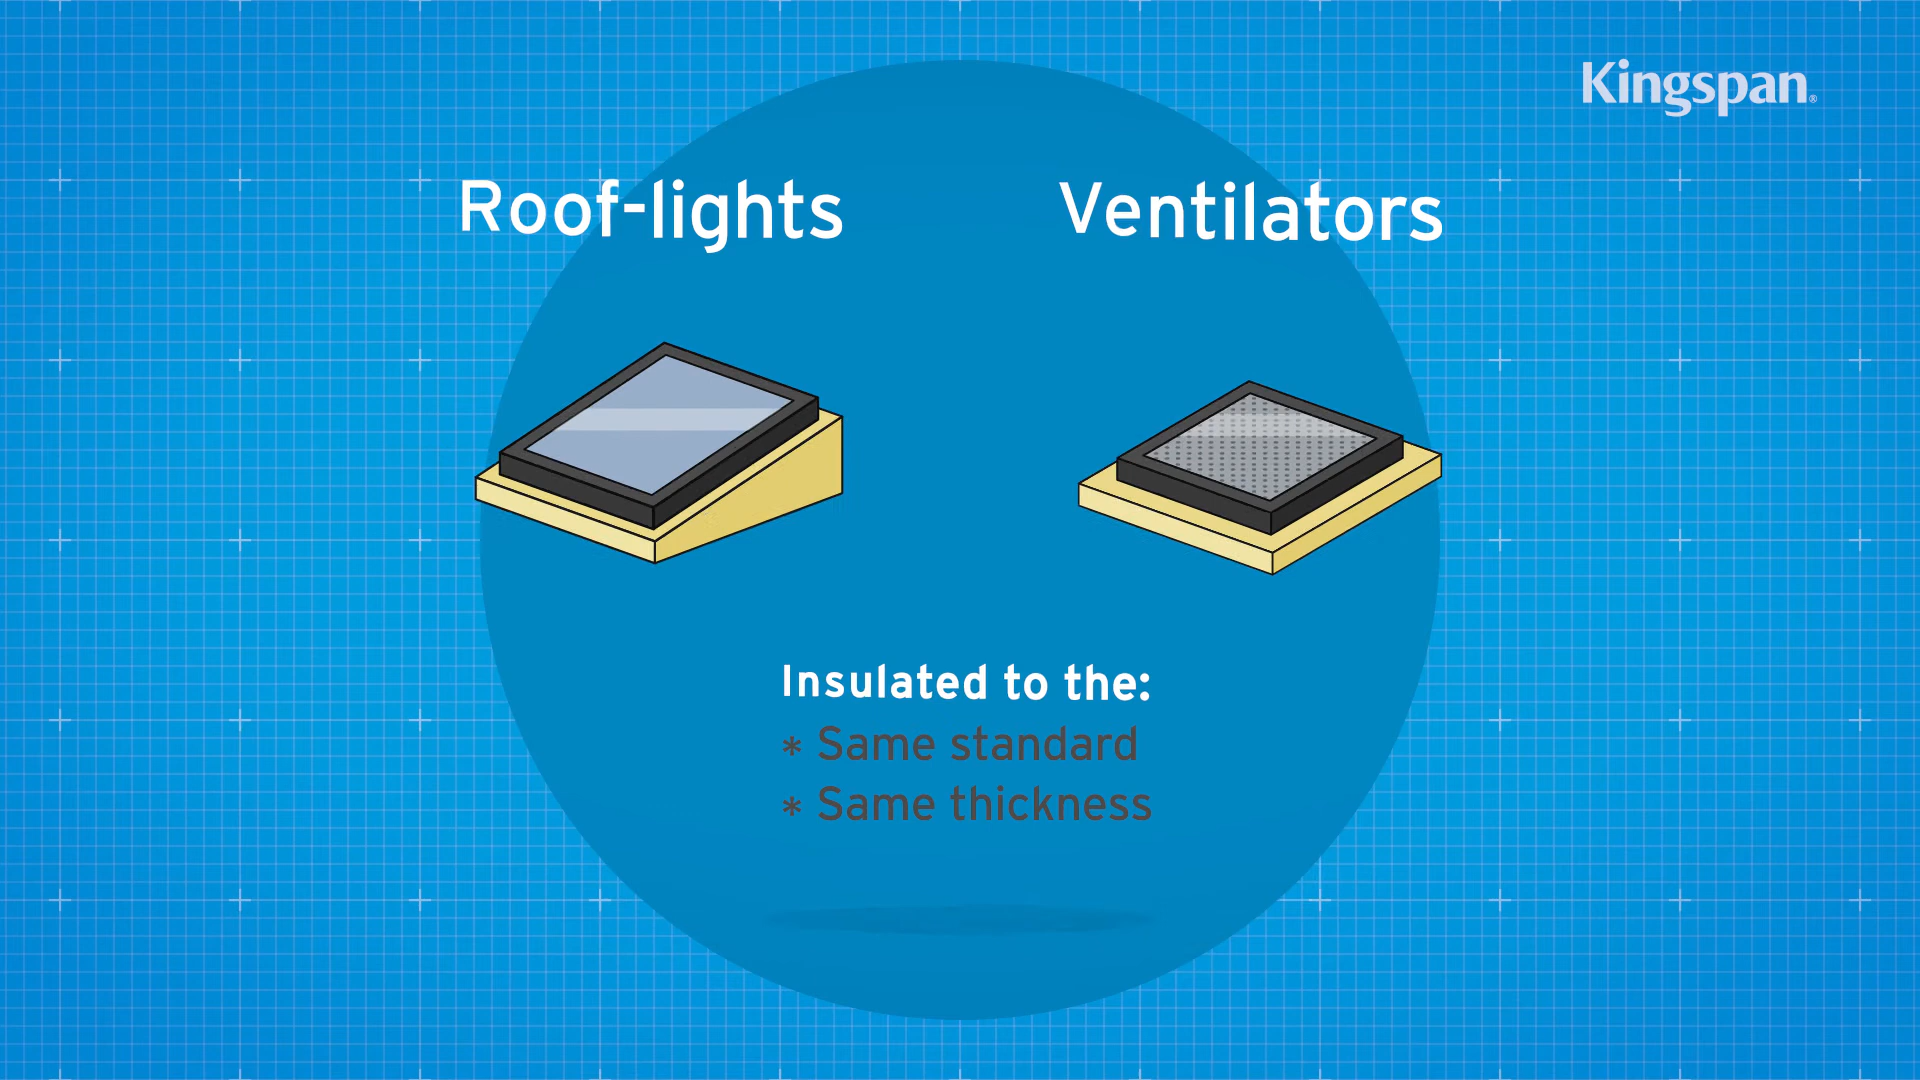 Kingspan®
Roof-lights
Ventilators
Insulated to the:
* Same standard
* Same thickness